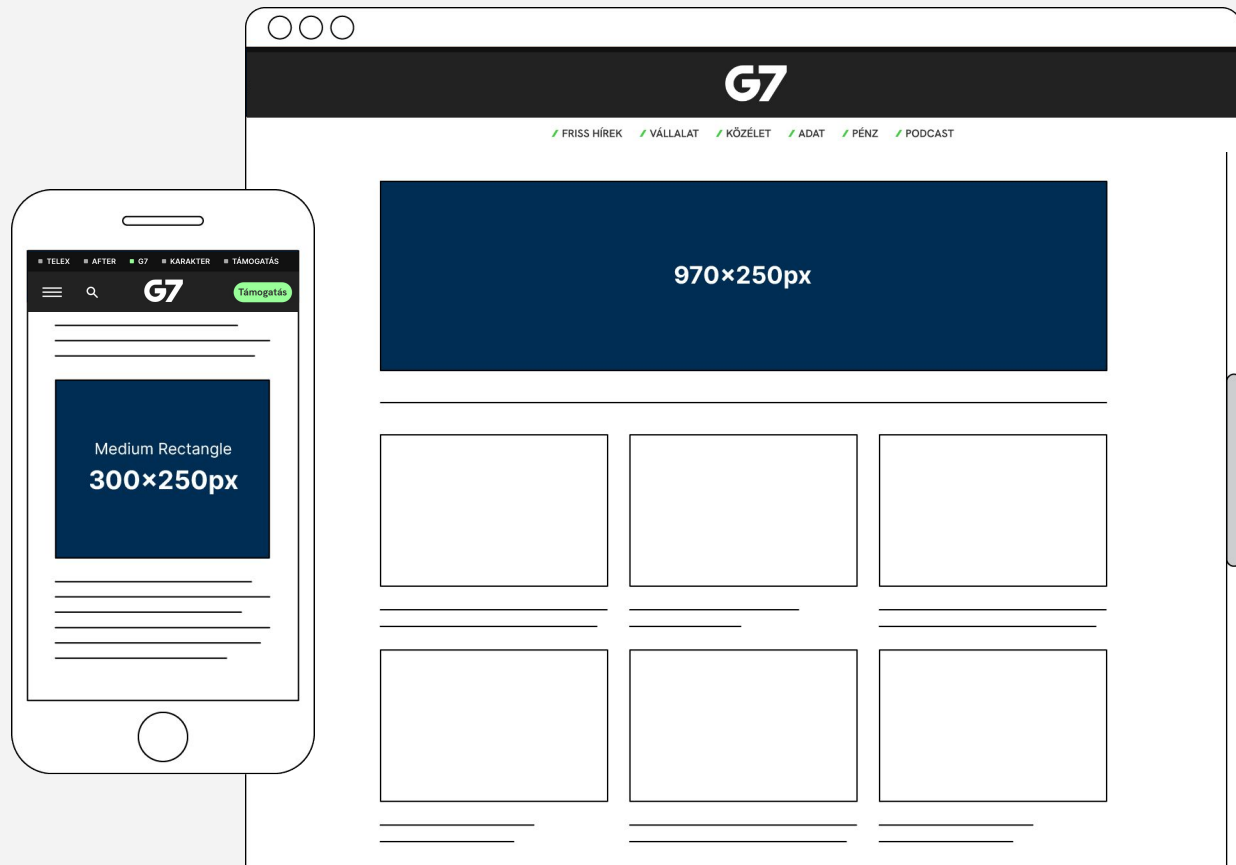 G7
FRISS HÍREK VÁLLALAT KÖZÉLET ADAT PÉNZ PODCAST
970×250px
TELEX AFTER G7 KARAKTER TÁMOGATÁS
G7 Támogatás
Medium Rectangle
300×250px